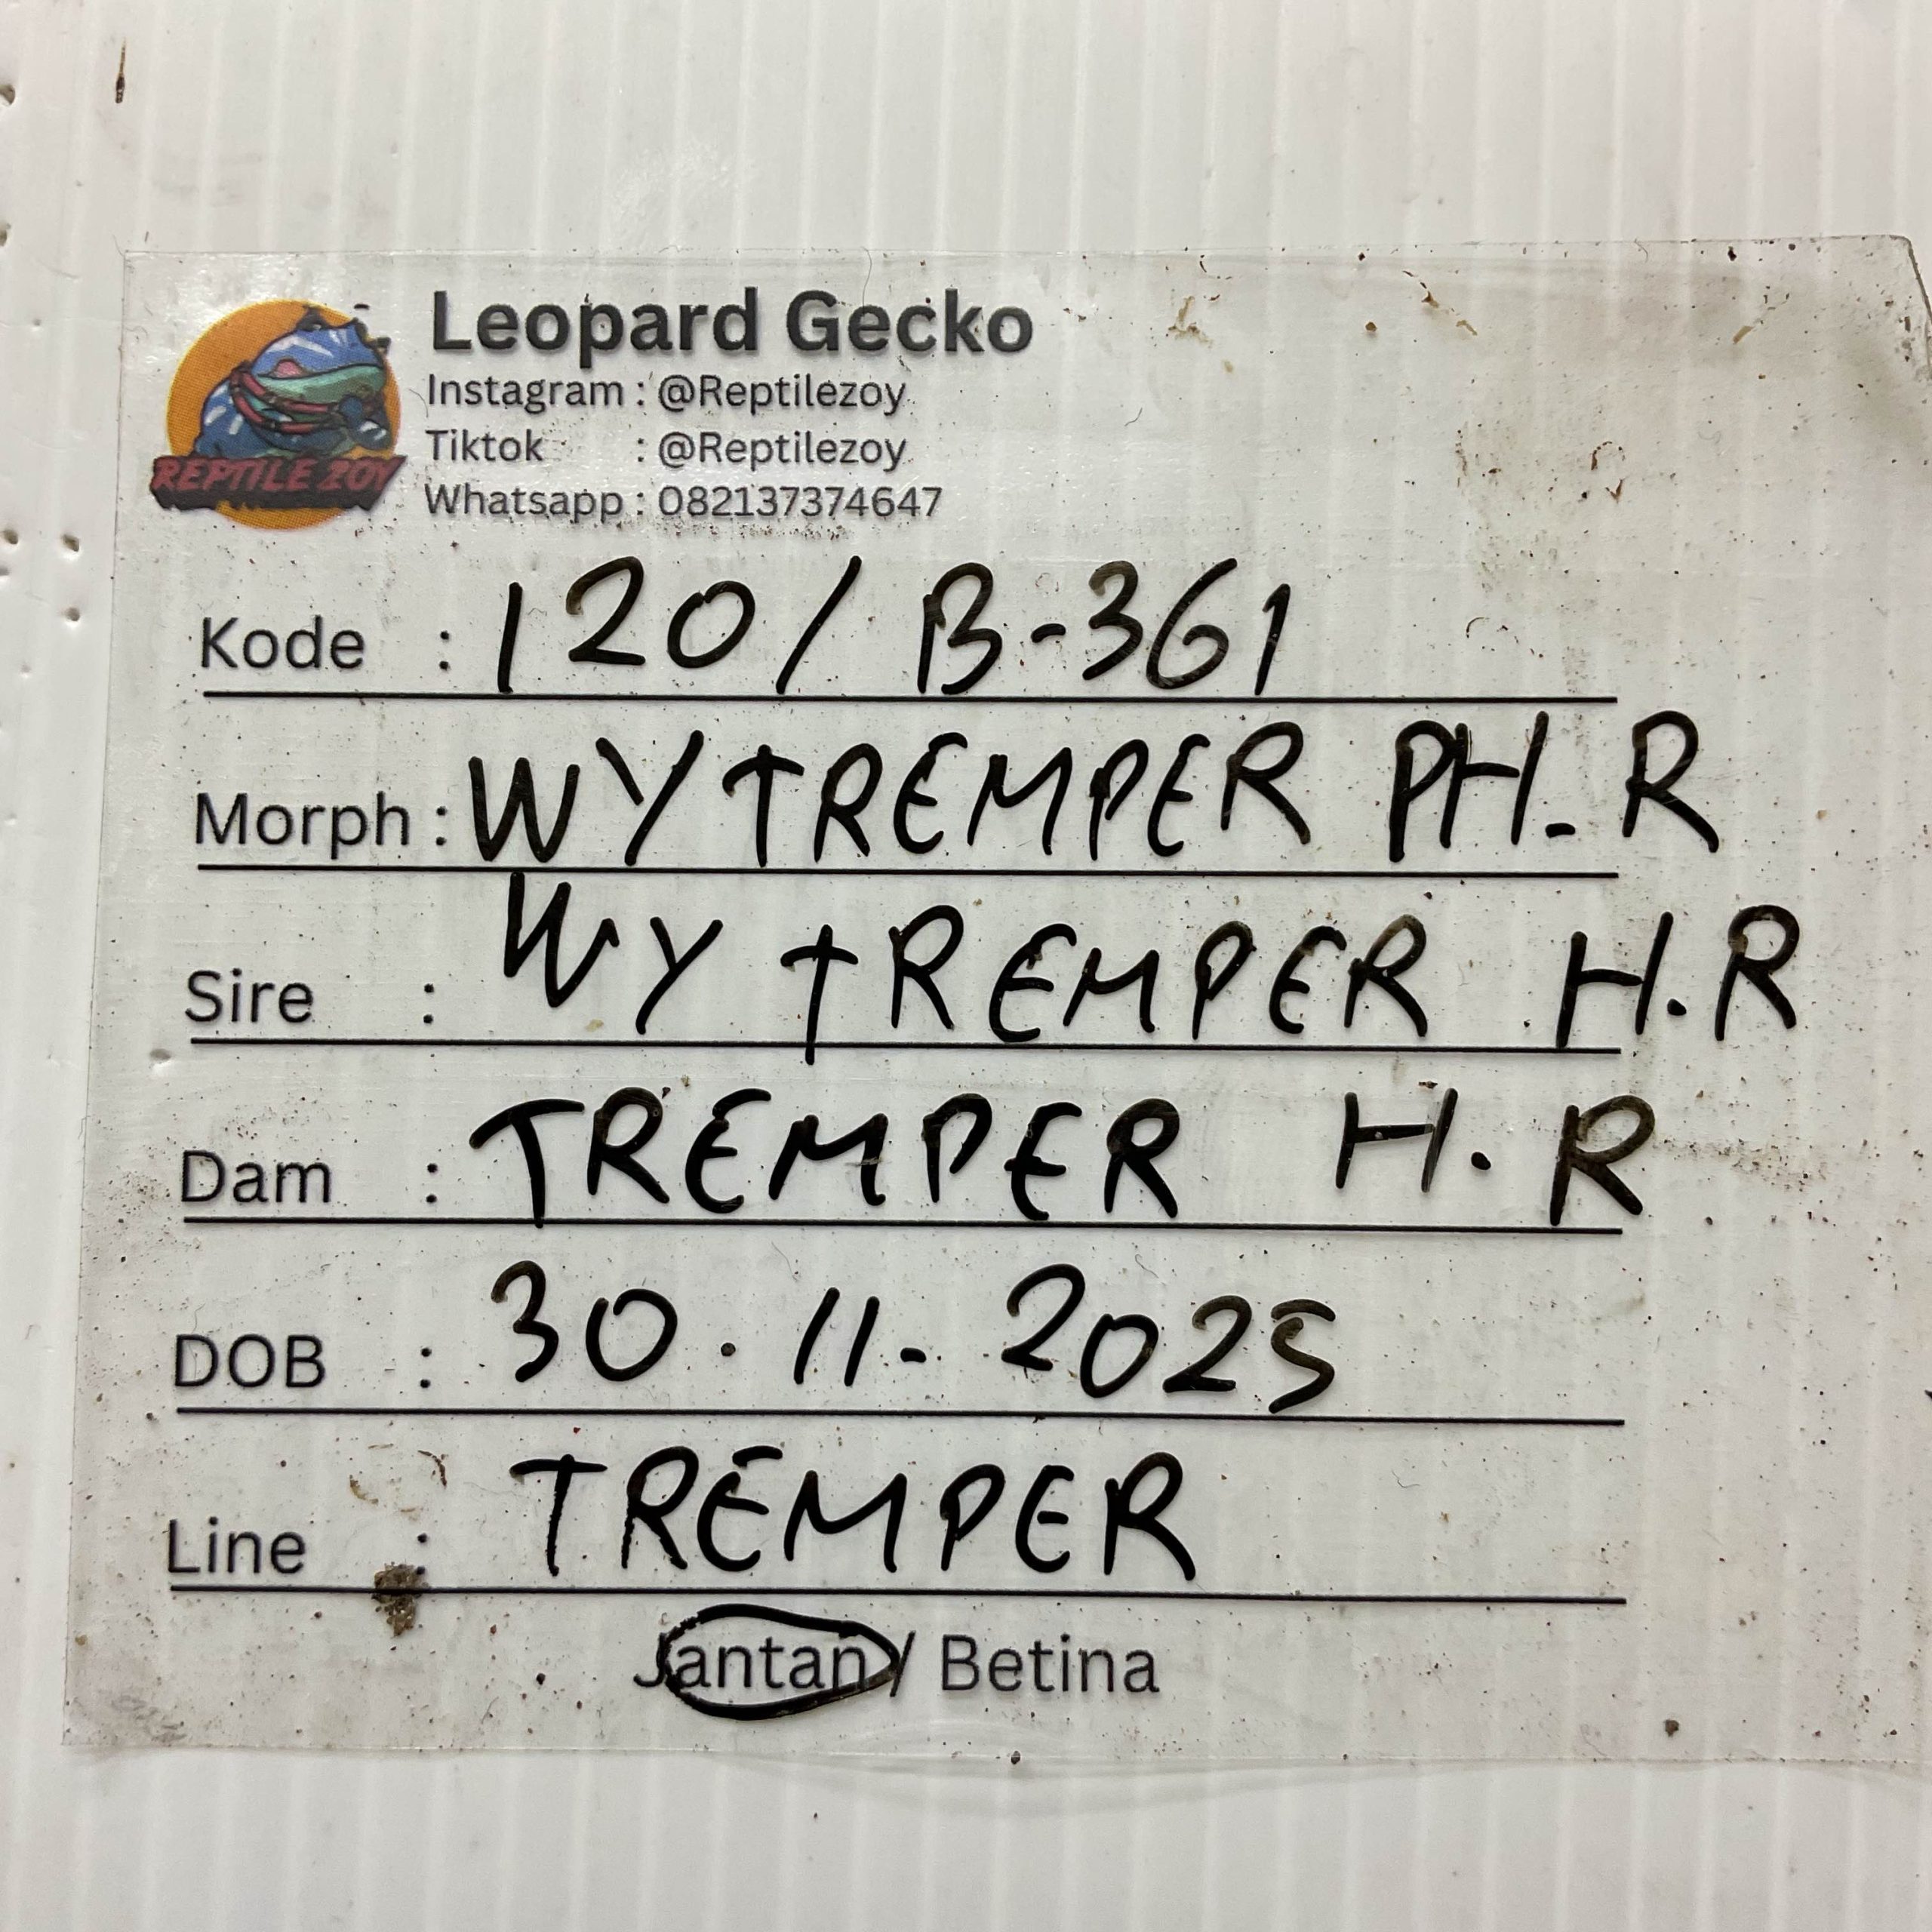 Leopard Gecko
Instagram : @Reptilezoy
Tiktok : @Reptilezoy
Whatsapp : 082137374647
REPTILE ZOY
Kode : 120/B-361
Morph : WY TREMPER PH-R
Sire : WY TREMPER H.R
Dam : TREMPER H.R
DOB : 30.11-2025
Line : TREMPER
Jantan / Betina